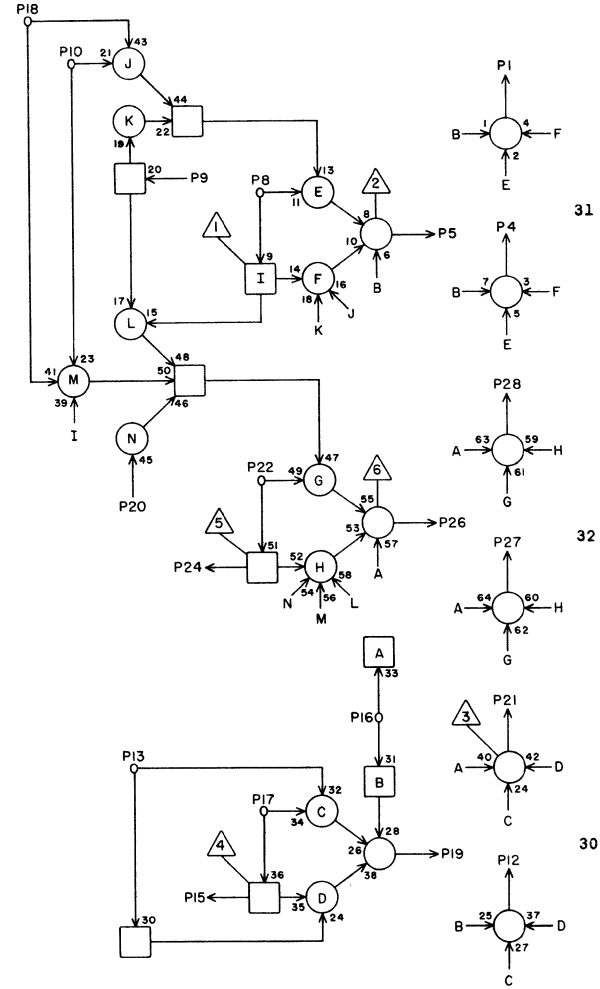 P18
43
P10
21
J
44
K
22
19
P1
1
4
B
F
2
E
20
P9
P8
13
E
11
2
8
31
1
10
P5
6
9
I
14
F
16
18
B
J
K
P4
7
3
B
F
5
E
17
15
L
48
23
41
M
50
39
46
I
N
45
P20
P28
63
59
A
H
61
G
47
P22
49
G
6
55
53
P26
57
A
5
51
P24
52
H
54
58
56
N
L
M
32
P27
64
60
A
H
62
G
A
33
P16
31
B
28
P21
3
40
42
A
D
24
C
P13
32
P17
C
34
26
38
P19
4
36
P15
35
D
24
30
30
P12
25
37
B
D
27
C